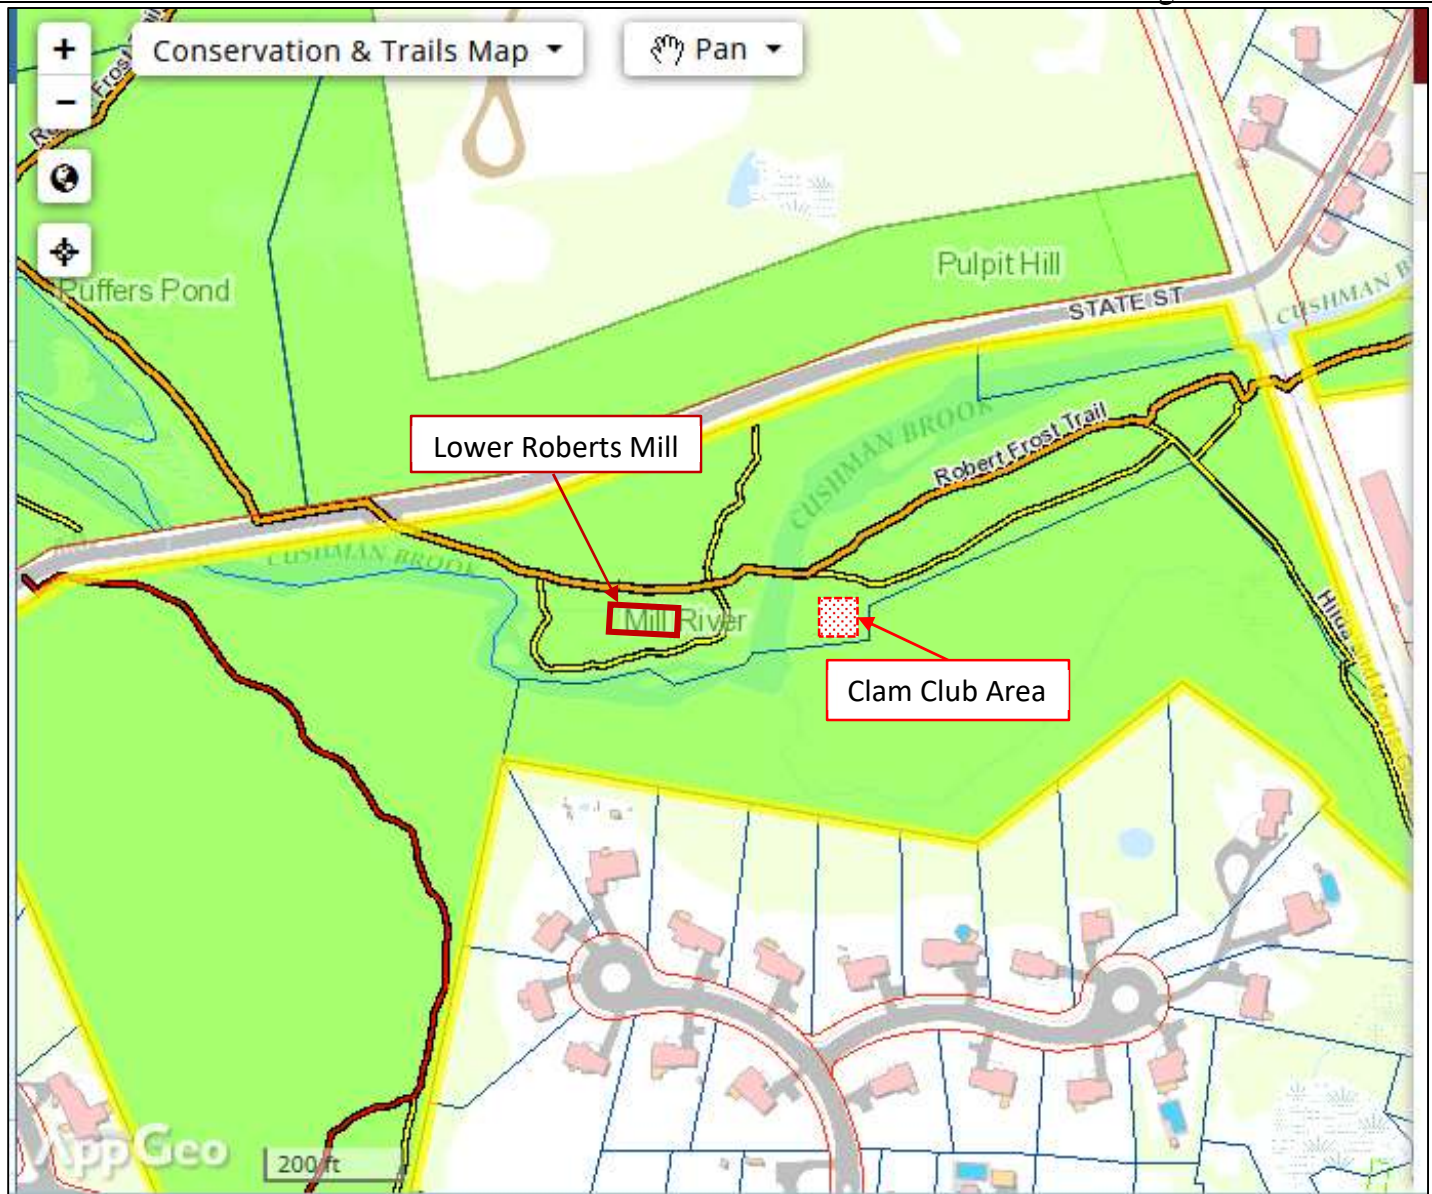 +
Conservation & Trails Map
Pan
−
Puffers Pond
Pulpit Hill
STATE ST
CUSHMAN B
Lower Roberts Mill
CUSHMAN BROOK
Robert Frost Trail
CUSHMAN BROOK
Mill River
Clam Club Area
AppGeo
200 ft